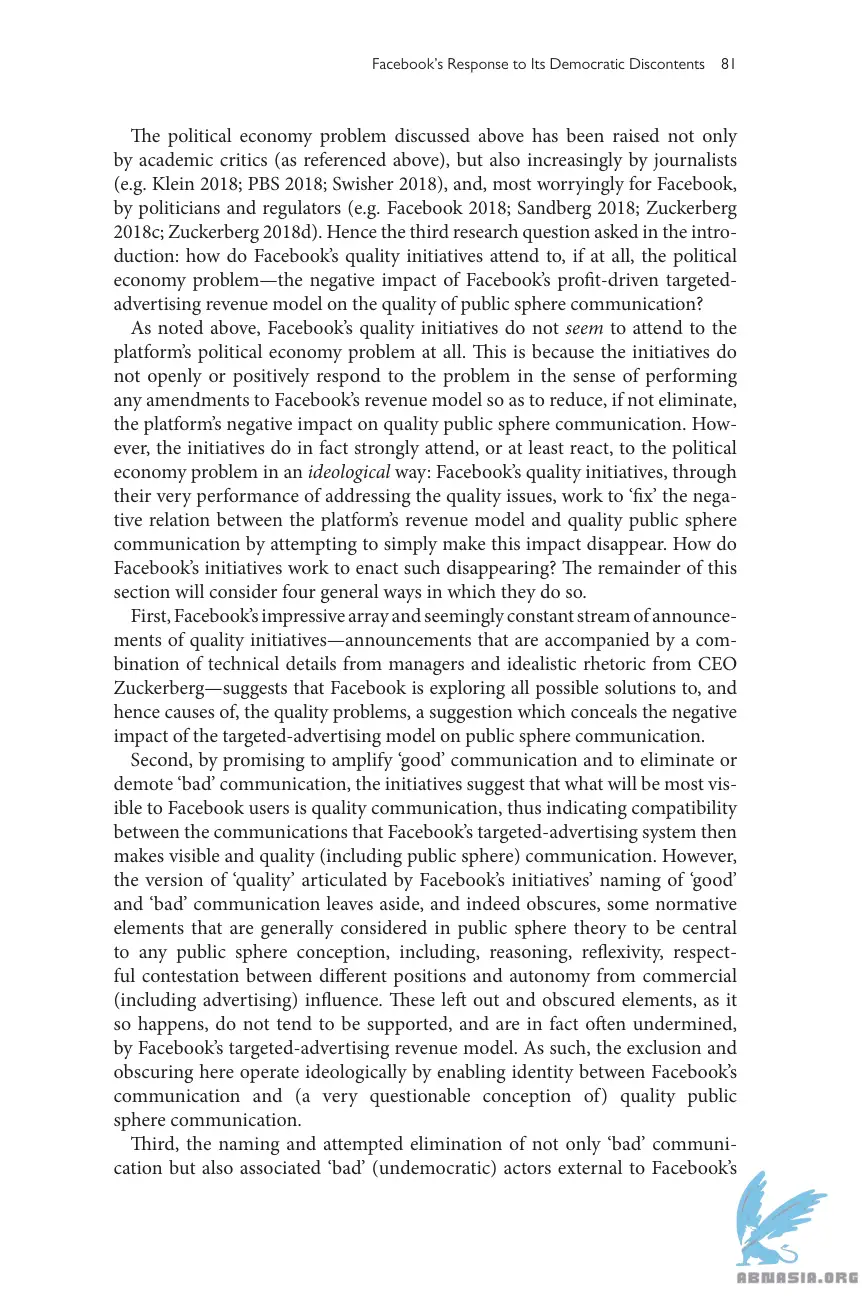 Facebook's Response to Its Democratic Discontents 81
The political economy problem discussed above has been raised not only
by academic critics (as referenced above), but also increasingly by journalists
(e.g. Klein 2018; PBS 2018; Swisher 2018), and, most worryingly for Facebook,
by politicians and regulators (e.g. Facebook 2018; Sandberg 2018; Zuckerberg
2018c; Zuckerberg 2018d). Hence the third research question asked in the intro-
duction: how do Facebook's quality initiatives attend to, if at all, the political
economy problem—the negative impact of Facebook's profit-driven targeted-
advertising revenue model on the quality of public sphere communication?
As noted above, Facebook's quality initiatives do not seem to attend to the
platform's political economy problem at all. This is because the initiatives do
not openly or positively respond to the problem in the sense of performing
any amendments to Facebook's revenue model so as to reduce, if not eliminate,
the platform's negative impact on quality public sphere communication. How-
ever, the initiatives do in fact strongly attend, or at least react, to the political
economy problem in an ideological way: Facebook's quality initiatives, through
their very performance of addressing the quality issues, work to 'fix' the nega-
tive relation between the platform's revenue model and quality public sphere
communication by attempting to simply make this impact disappear. How do
Facebook's initiatives work to enact such disappearing? The remainder of this
section will consider four general ways in which they do so.
First, Facebook's impressive array and seemingly constant stream of announce-
ments of quality initiatives—announcements that are accompanied by a com-
bination of technical details from managers and idealistic rhetoric from CEO
Zuckerberg—suggests that Facebook is exploring all possible solutions to, and
hence causes of, the quality problems, a suggestion which conceals the negative
impact of the targeted-advertising model on public sphere communication.
Second, by promising to amplify 'good' communication and to eliminate or
demote 'bad' communication, the initiatives suggest that what will be most vis-
ible to Facebook users is quality communication, thus indicating compatibility
between the communications that Facebook's targeted-advertising system then
makes visible and quality (including public sphere) communication. However,
the version of 'quality' articulated by Facebook's initiatives' naming of 'good'
and 'bad' communication leaves aside, and indeed obscures, some normative
elements that are generally considered in public sphere theory to be central
to any public sphere conception, including, reasoning, reflexivity, respect-
ful contestation between different positions and autonomy from commercial
(including advertising) influence. These left out and obscured elements, as it
so happens, do not tend to be supported, and are in fact often undermined,
by Facebook's targeted-advertising revenue model. As such, the exclusion and
obscuring here operate ideologically by enabling identity between Facebook's
communication and (a very questionable conception of) quality public
sphere communication.
Third, the naming and attempted elimination of not only 'bad' communi-
cation but also associated 'bad' (undemocratic) actors external to Facebook's
ABNASIA.ORG